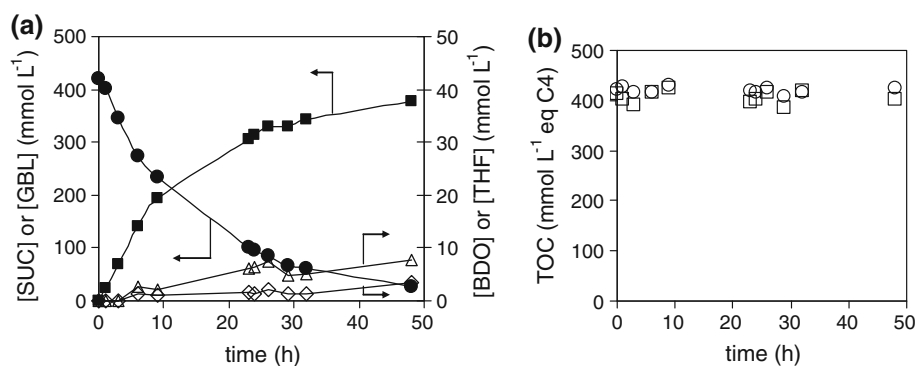 (a)
500
400
300
200
100
0
[SUC] or [GBL] (mmol L⁻¹)
50
40
30
20
10
0
[BDO] or [THF] (mmol L⁻¹)
0 10 20 30 40 50
time (h)
(b)
500
400
300
200
100
0
TOC (mmol L⁻¹ eq C4)
0 10 20 30 40 50
time (h)